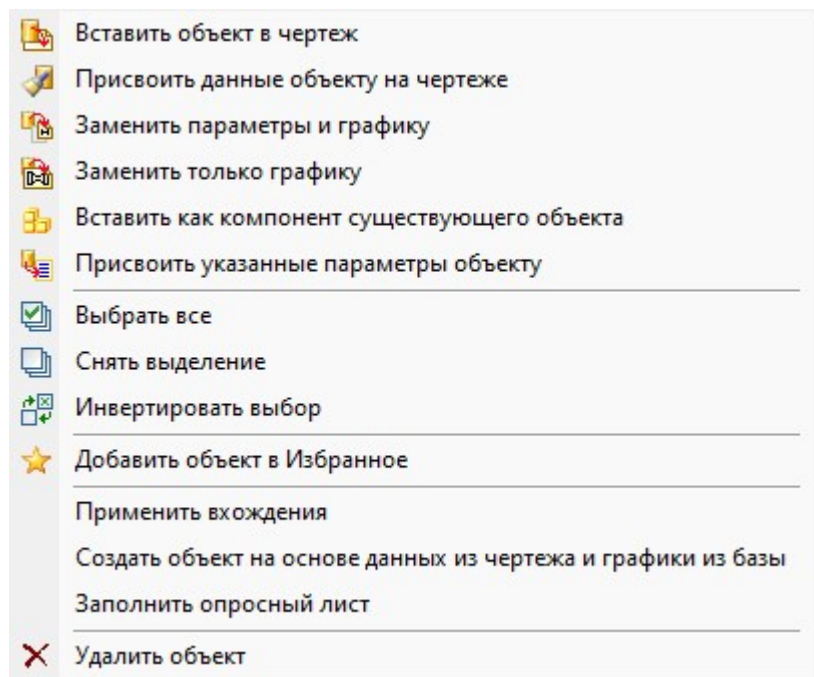 Вставить объект в чертеж
Присвоить данные объекту на чертеже
Заменить параметры и графику
Заменить только графику
Вставить как компонент существующего объекта
Присвоить указанные параметры объекту
Выбрать все
Снять выделение
Инвертировать выбор
Добавить объект в Избранное
Применить вхождения
Создать объект на основе данных из чертежа и графики из базы
Заполнить опросный лист
Удалить объект